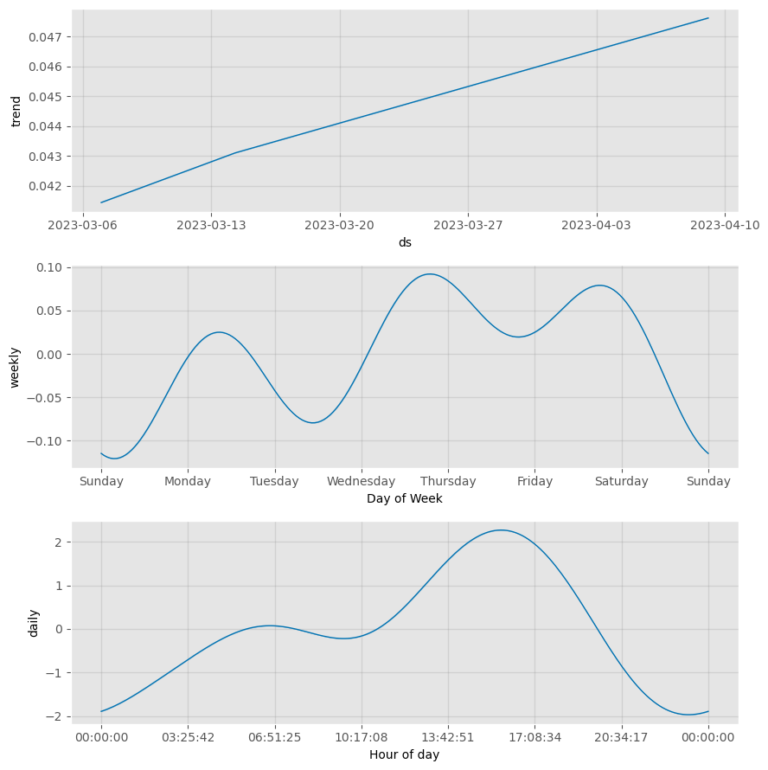 0.047
0.046
0.045
0.044
0.043
0.042
trend
2023-03-06 2023-03-13 2023-03-20 2023-03-27 2023-04-03 2023-04-10
ds
0.10
0.05
0.00
−0.05
−0.10
weekly
Sunday Monday Tuesday Wednesday Thursday Friday Saturday Sunday
Day of Week
2
1
0
−1
−2
daily
00:00:00 03:25:42 06:51:25 10:17:08 13:42:51 17:08:34 20:34:17 00:00:00
Hour of day